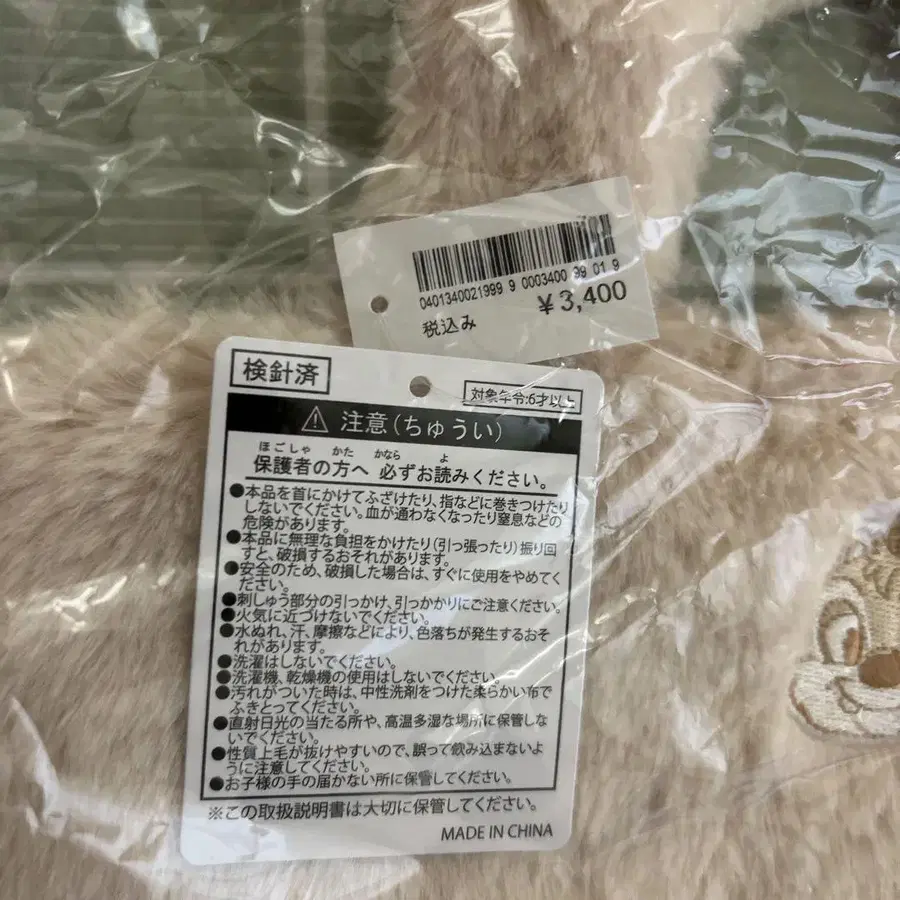 0401340021999 9 0003400 99 01 9
¥3,400
税込み
検針済
対象年令:6才以上
注意(ちゅうい)
ほごしゃ かた かなら よ
保護者の方へ 必ずお読みください。
●本品を首にかけてふざけたり、指などに巻きつけたり
しないでください。血が通わなくなったり窒息などの
危険があります。
●本品に無理な負担をかけたり(引っ張ったり)振り回
すと、破損するおそれがあります。
●安全のため、破損した場合は、すぐに使用をやめてく
ださい。
●刺しゅう部分の引っかけ、引っかかりにご注意ください。
●火気に近づけないでください。
●水ぬれ、汗、摩擦などにより、色落ちが発生するおそ
れがあります。
●洗濯はしないでください。
●洗濯機、乾燥機の使用はしないでください。
●汚れがついた時は、中性洗剤をつけた柔らかい布で
ふきとってください。
●直射日光の当たる所や、高温多湿な場所に保管しな
いでください。
●性質上毛が抜けやすいので、誤って飲み込まないよ
うに注意してください。
●お子様の手の届かない所に保管してください。
※この取扱説明書は大切に保管してください。
MADE IN CHINA